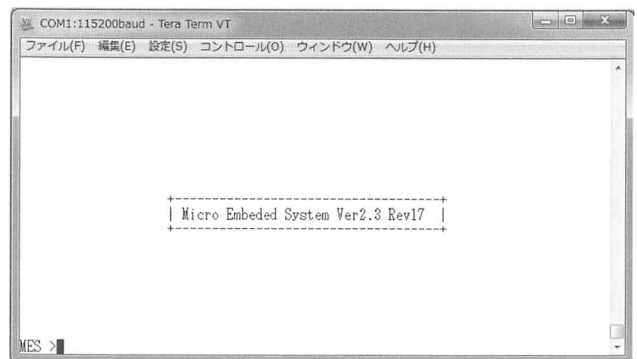 COM1:115200baud - Tera Term VT
ファイル(F) 編集(E) 設定(S) コントロール(O) ウィンドウ(W) ヘルプ(H)
+------------------------------------+
| Micro Embeded System Ver2.3 Rev17 |
+------------------------------------+
MES >